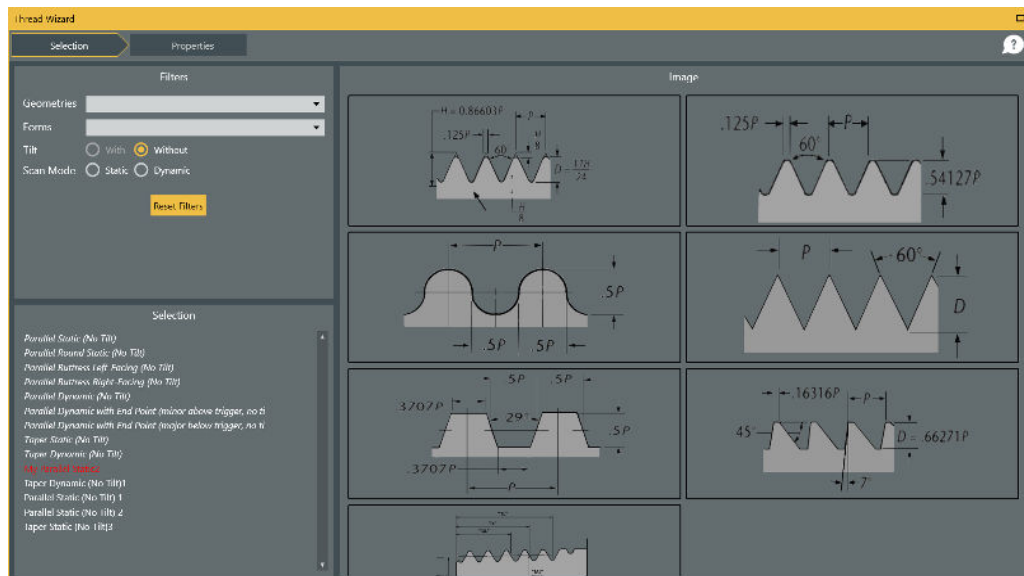 Thread Wizard
Selection
Properties
Filters
Geometries
Forms
Tilt
With
Without
Scan Mode
Static
Dynamic
Reset Filters
Selection
Parallel Static (No Tilt)
Parallel Round Static (No Tilt)
Parallel Buttress Left-Facing (No Tilt)
Parallel Buttress Right-Facing (No Tilt)
Parallel Dynamic (No Tilt)
Parallel Dynamic with End Point (minor above trigger, no ti
Parallel Dynamic with End Point (major below trigger, no ti
Taper Static (No Tilt)
Taper Dynamic (No Tilt)
My Parallel
Taper Dynamic (No Tilt)1
Parallel Static (No Tilt) 1
Parallel Static (No Tilt) 2
Taper Static (No Tilt)3
Image
H = 0.86603P
P
.125P
60
H
8
D =
H
8
.125P
P
60°
.54127P
P
.5P
.5P
.5P
P
60°
D
.5P
.5P
.3707P
29°
.5P
.3707P
P
.16316P
P
45°
D = .66271P
7°